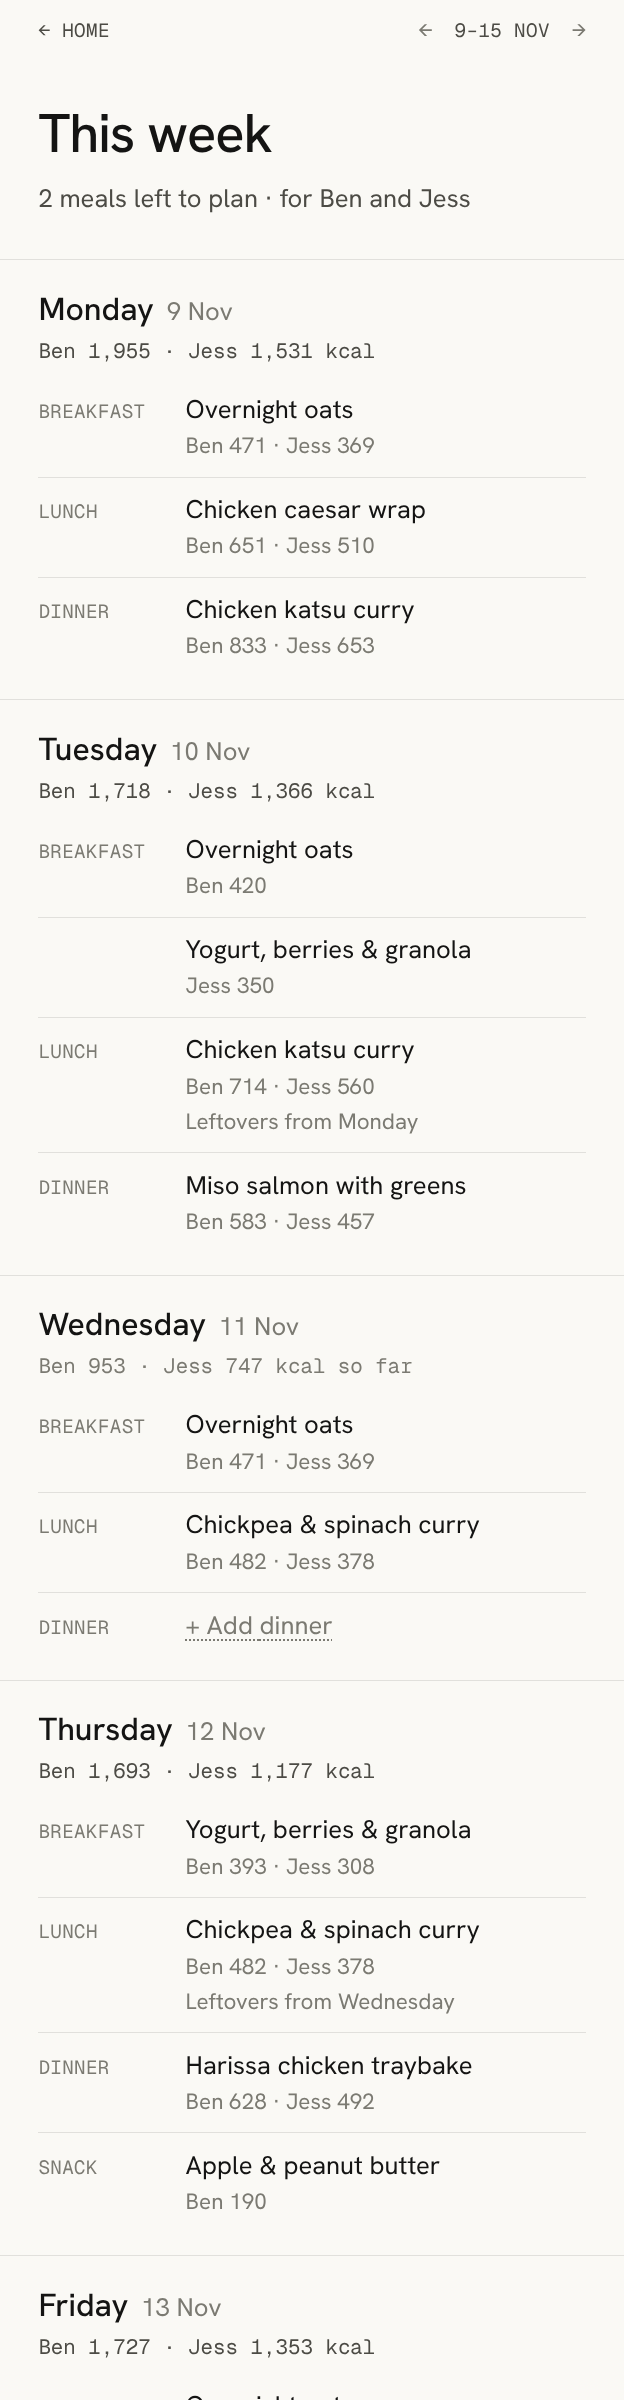 ← HOME
← 9–15 NOV →
This week
2 meals left to plan · for Ben and Jess
Monday 9 Nov
Ben 1,955 · Jess 1,531 kcal
BREAKFAST Overnight oats
Ben 471 · Jess 369
LUNCH Chicken caesar wrap
Ben 651 · Jess 510
DINNER Chicken katsu curry
Ben 833 · Jess 653
Tuesday 10 Nov
Ben 1,718 · Jess 1,366 kcal
BREAKFAST Overnight oats
Ben 420
Yogurt, berries & granola
Jess 350
LUNCH Chicken katsu curry
Ben 714 · Jess 560
Leftovers from Monday
DINNER Miso salmon with greens
Ben 583 · Jess 457
Wednesday 11 Nov
Ben 953 · Jess 747 kcal so far
BREAKFAST Overnight oats
Ben 471 · Jess 369
LUNCH Chickpea & spinach curry
Ben 482 · Jess 378
DINNER + Add dinner
Thursday 12 Nov
Ben 1,693 · Jess 1,177 kcal
BREAKFAST Yogurt, berries & granola
Ben 393 · Jess 308
LUNCH Chickpea & spinach curry
Ben 482 · Jess 378
Leftovers from Wednesday
DINNER Harissa chicken traybake
Ben 628 · Jess 492
SNACK Apple & peanut butter
Ben 190
Friday 13 Nov
Ben 1,727 · Jess 1,353 kcal